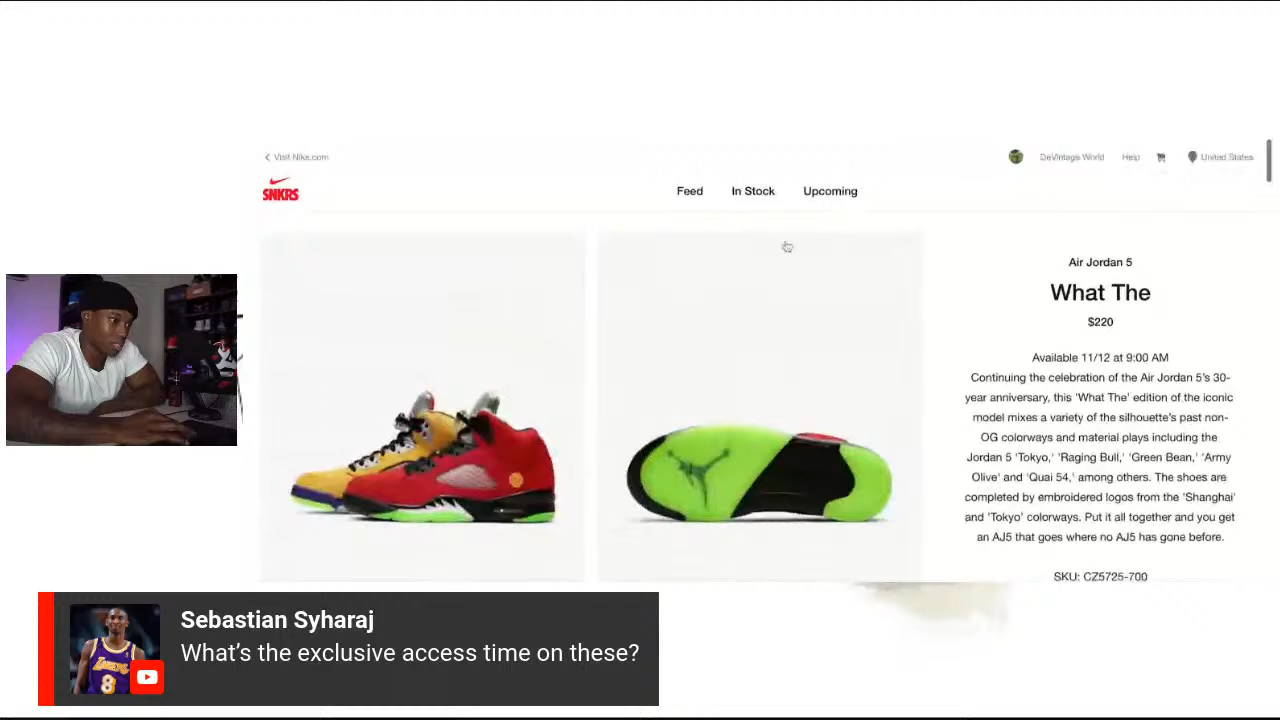 Visit Nike.com
DeVintage World
Help
United States
SNKRS
Feed
In Stock
Upcoming
Air Jordan 5
What The
$220
Available 11/12 at 9:00 AM
Continuing the celebration of the Air Jordan 5's 30-
year anniversary, this 'What The' edition of the iconic
model mixes a variety of the silhouette's past non-
OG colorways and material plays including the
Jordan 5 'Tokyo,' 'Raging Bull,' 'Green Bean,' 'Army
Olive' and 'Quai 54,' among others. The shoes are
completed by embroidered logos from the 'Shanghai'
and 'Tokyo' colorways. Put it all together and you get
an AJ5 that goes where no AJ5 has gone before.
SKU: CZ5725-700
Sebastian Syharaj
What's the exclusive access time on these?
LAKERS
8